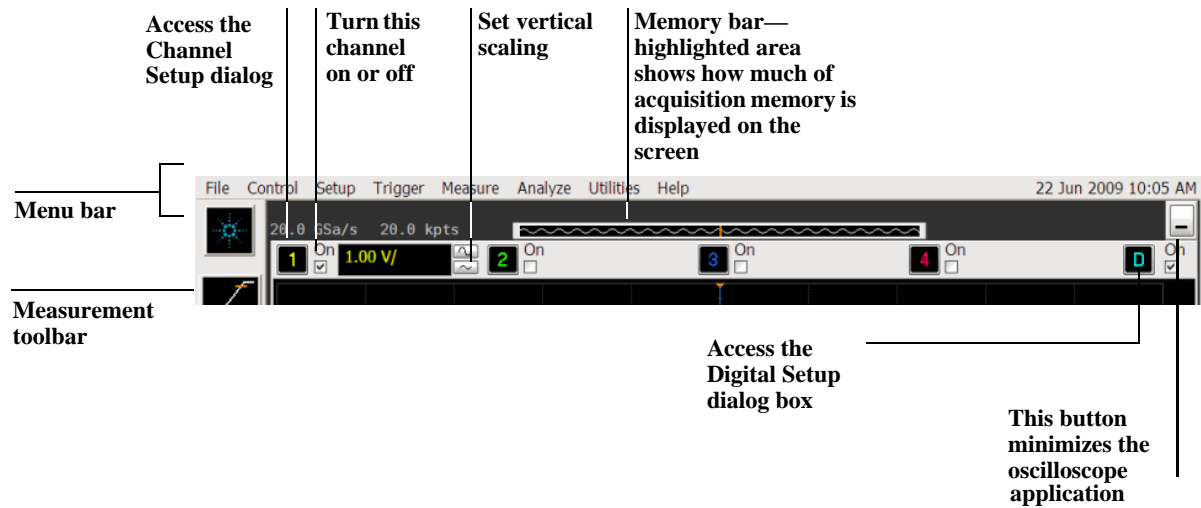 Access the
Channel
Setup dialog
Turn this
channel
on or off
Set vertical
scaling
Memory bar—
highlighted area
shows how much of
acquisition memory is
displayed on the
screen
Menu bar
File Control Setup Trigger Measure Analyze Utilities Help 22 Jun 2009 10:05 AM
20.0 GSa/s 20.0 kpts
1 On 1.00 V/ 2 On 3 On 4 On D On
Measurement
toolbar
Access the
Digital Setup
dialog box
This button
minimizes the
oscilloscope
application